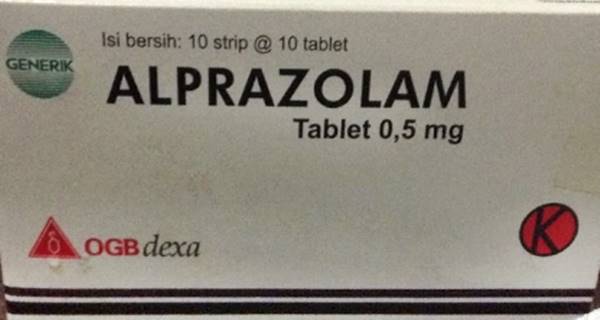 Isi bersih: 10 strip @ 10 tablet
GENERIK
ALPRAZOLAM
Tablet 0,5 mg
OGB dexa
K